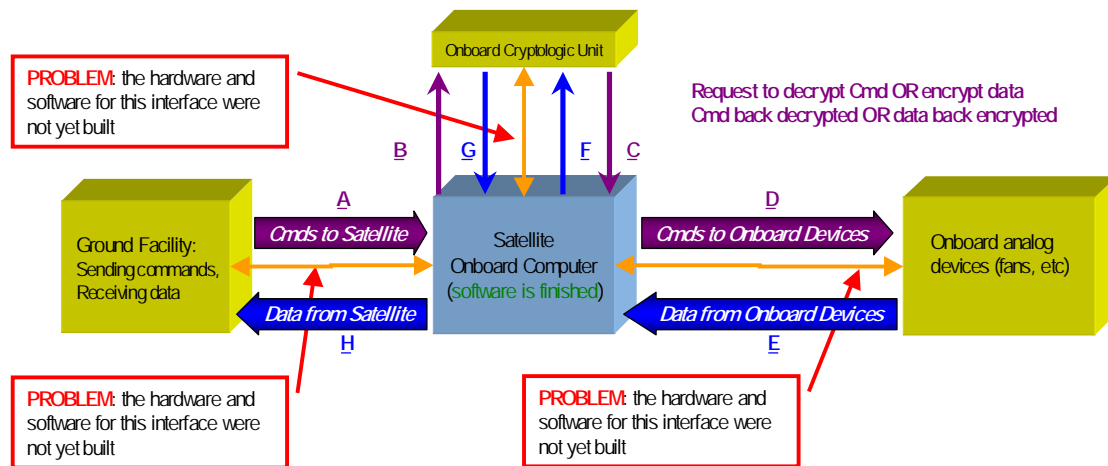 Onboard Cryptologic Unit
PROBLEM: the hardware and
software for this interface were
not yet built
Request to decrypt Cmd OR encrypt data
Cmd back decrypted OR data back encrypted
B
G
F
C
A
D
Ground Facility:
Sending commands,
Receiving data
Cmds to Satellite
Satellite
Onboard Computer
(software is finished)
Cmds to Onboard Devices
Onboard analog
devices (fans, etc)
Data from Satellite
Data from Onboard Devices
H
E
PROBLEM: the hardware and
software for this interface were
not yet built
PROBLEM: the hardware and
software for this interface were
not yet built